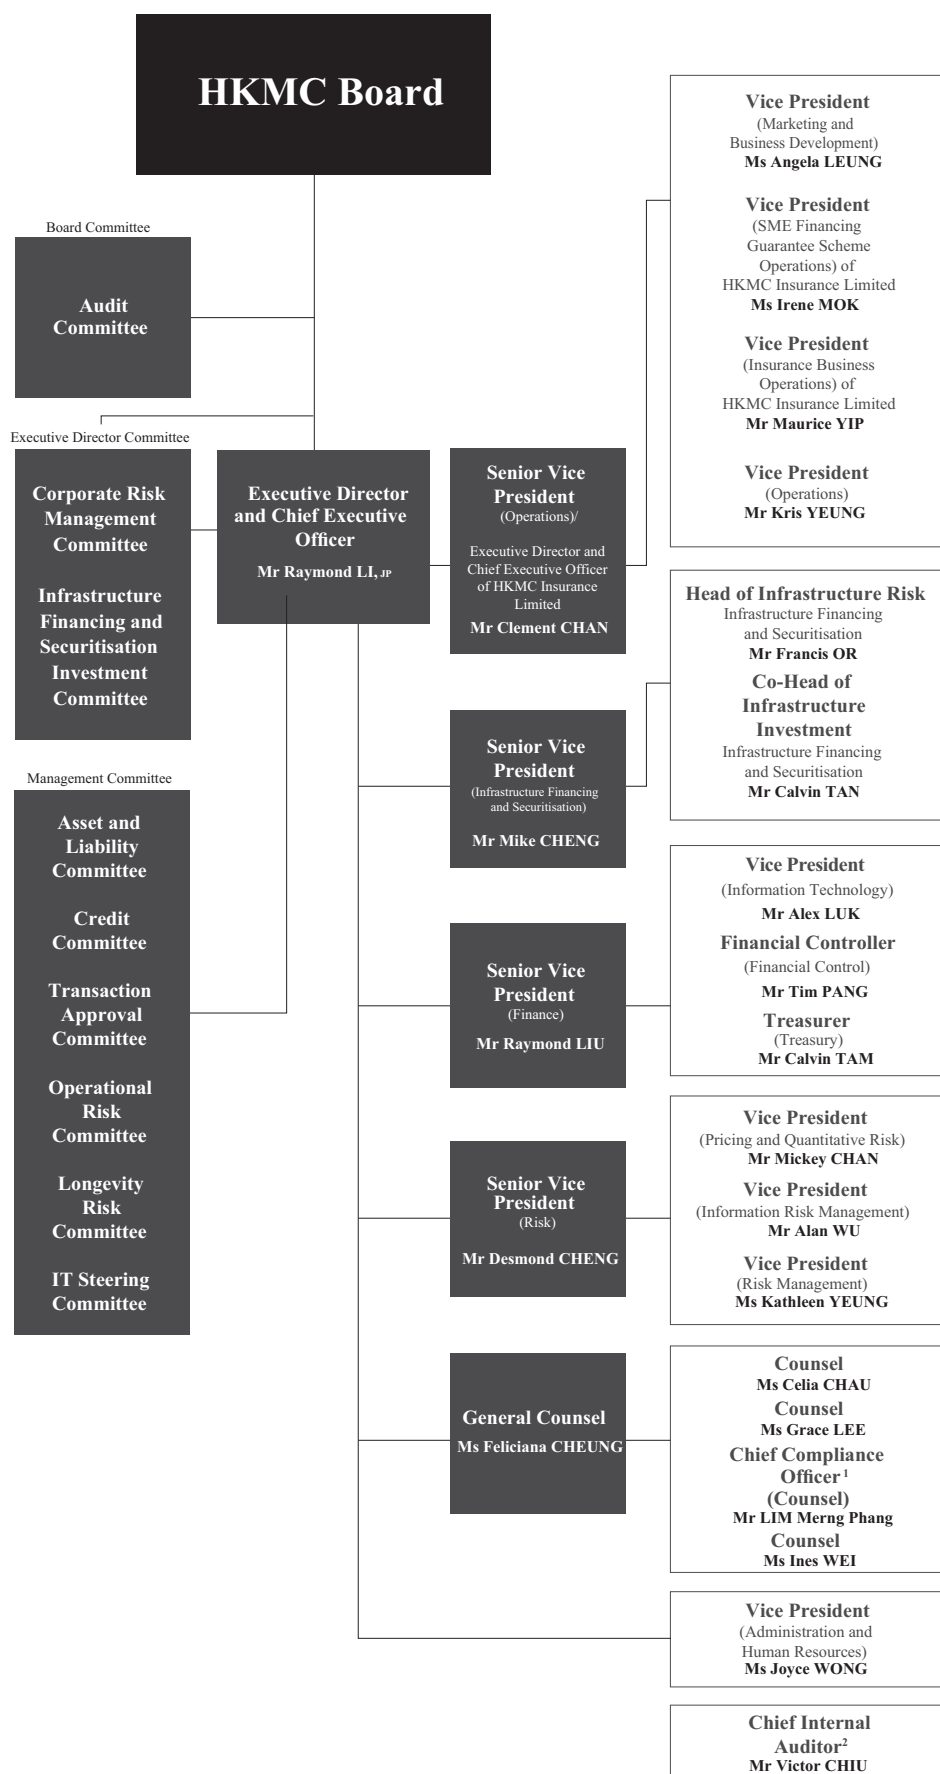 HKMC Board
Board Committee
Audit
Committee
Executive Director Committee
Corporate Risk
Management
Committee
Infrastructure
Financing and
Securitisation
Investment
Committee
Management Committee
Asset and
Liability
Committee
Credit
Committee
Transaction
Approval
Committee
Operational
Risk
Committee
Longevity
Risk
Committee
IT Steering
Committee
Executive Director
and Chief Executive
Officer
Mr Raymond LI, JP
Senior Vice
President
(Operations)/
Executive Director and
Chief Executive Officer
of HKMC Insurance
Limited
Mr Clement CHAN
Senior Vice
President
(Infrastructure Financing
and Securitisation)
Mr Mike CHENG
Senior Vice
President
(Finance)
Mr Raymond LIU
Senior Vice
President
(Risk)
Mr Desmond CHENG
General Counsel
Ms Feliciana CHEUNG
Vice President
(Marketing and
Business Development)
Ms Angela LEUNG
Vice President
(SME Financing
Guarantee Scheme
Operations) of
HKMC Insurance Limited
Ms Irene MOK
Vice President
(Insurance Business
Operations) of
HKMC Insurance Limited
Mr Maurice YIP
Vice President
(Operations)
Mr Kris YEUNG
Head of Infrastructure Risk
Infrastructure Financing
and Securitisation
Mr Francis OR
Co-Head of
Infrastructure
Investment
Infrastructure Financing
and Securitisation
Mr Calvin TAN
Vice President
(Information Technology)
Mr Alex LUK
Financial Controller
(Financial Control)
Mr Tim PANG
Treasurer
(Treasury)
Mr Calvin TAM
Vice President
(Pricing and Quantitative Risk)
Mr Mickey CHAN
Vice President
(Information Risk Management)
Mr Alan WU
Vice President
(Risk Management)
Ms Kathleen YEUNG
Counsel
Ms Celia CHAU
Counsel
Ms Grace LEE
Chief Compliance
Officer ¹
(Counsel)
Mr LIM Merng Phang
Counsel
Ms Ines WEI
Vice President
(Administration and
Human Resources)
Ms Joyce WONG
Chief Internal
Auditor²
Mr Victor CHIU